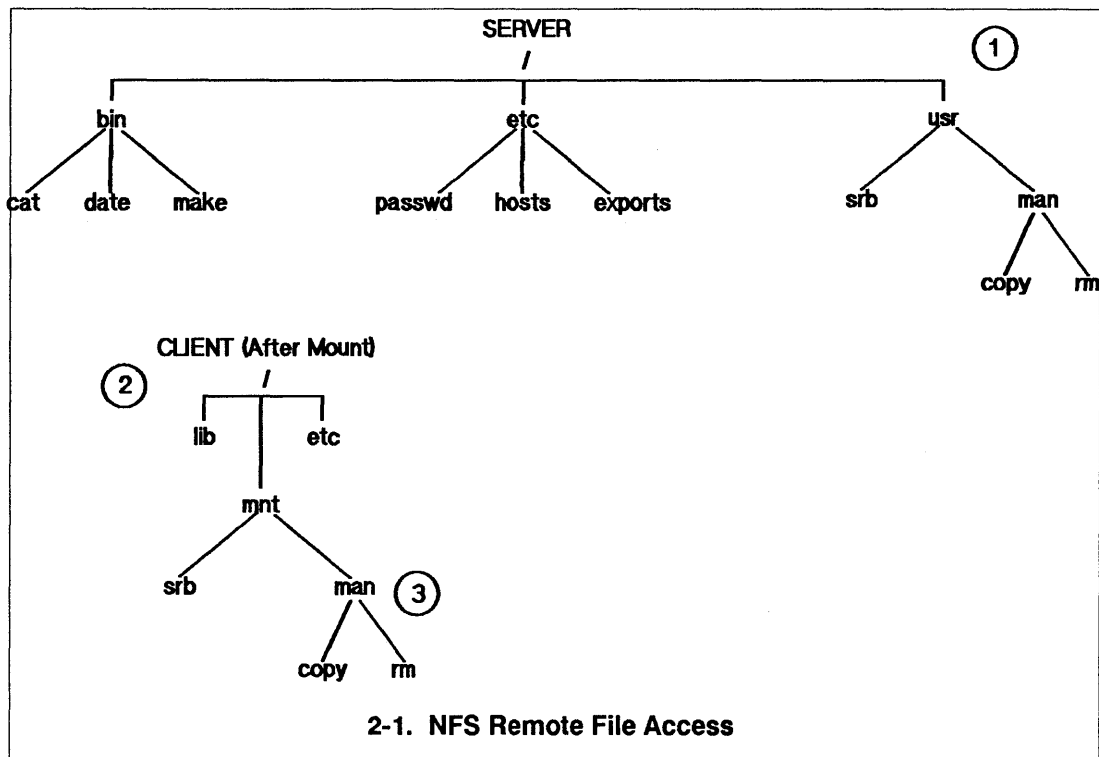 SERVER
/
1
bin etc usr
cat date make passwd hosts exports srb man
copy rm
CLIENT (After Mount)
/
2
lib etc
mnt
srb man 3
copy rm
2-1. NFS Remote File Access